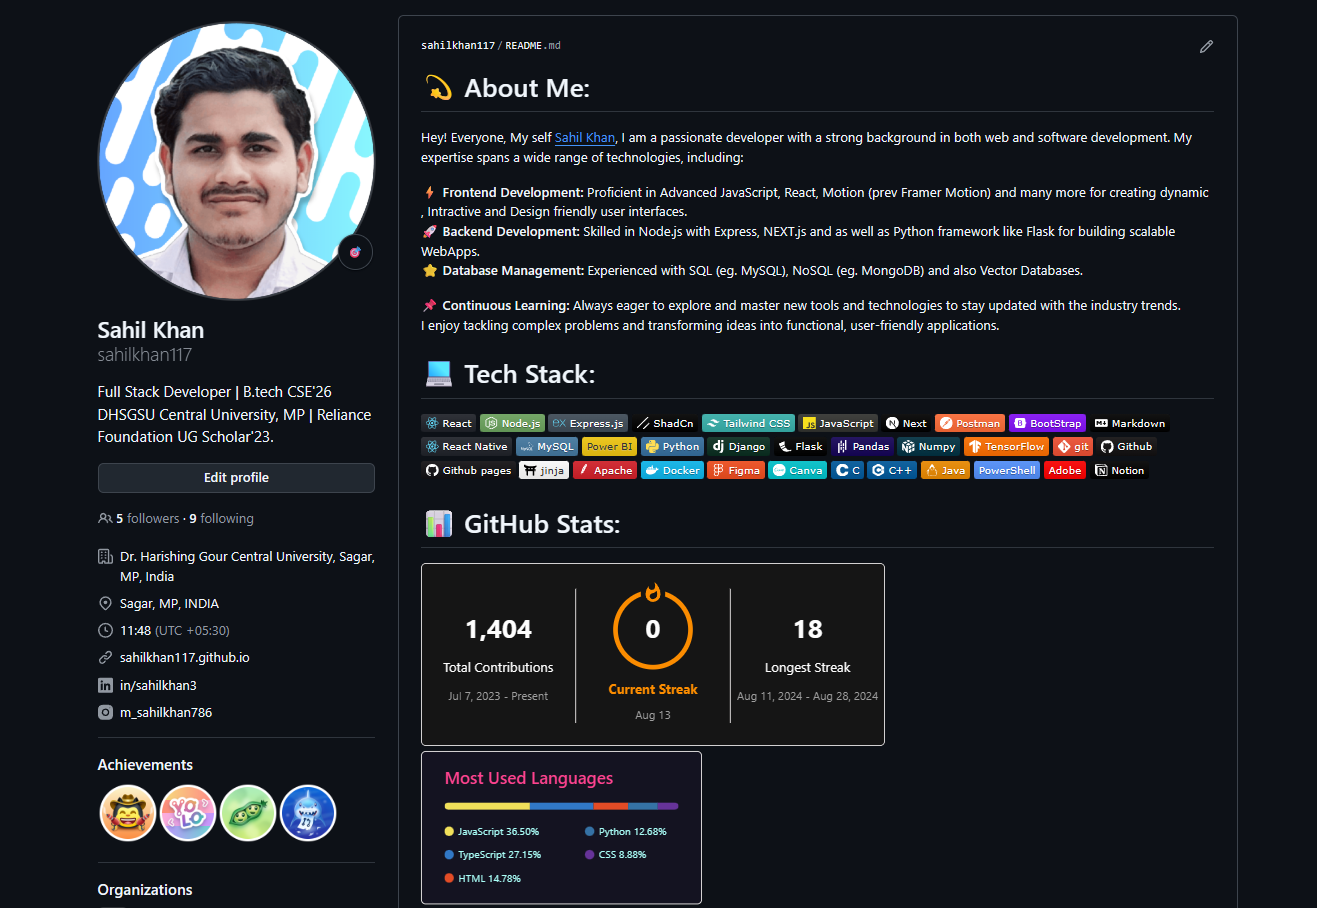 Sahil Khan
sahilkhan117
Full Stack Developer | B.tech CSE'26
DHSGSU Central University, MP | Reliance
Foundation UG Scholar'23.
Edit profile
5 followers · 9 following
Dr. Harishing Gour Central University, Sagar,
MP, India
Sagar, MP, INDIA
11:48 (UTC +05:30)
sahilkhan117.github.io
in/sahilkhan3
m_sahilkhan786
Achievements
YOLO
Organizations
sahilkhan117/README.md
About Me:
Hey! Everyone, My self Sahil Khan, I am a passionate developer with a strong background in both web and software development. My
expertise spans a wide range of technologies, including:
Frontend Development: Proficient in Advanced JavaScript, React, Motion (prev Framer Motion) and many more for creating dynamic
, Intractive and Design friendly user interfaces.
Backend Development: Skilled in Node.js with Express, NEXT.js and as well as Python framework like Flask for building scalable
WebApps.
Database Management: Experienced with SQL (eg. MySQL), NoSQL (eg. MongoDB) and also Vector Databases.
Continuous Learning: Always eager to explore and master new tools and technologies to stay updated with the industry trends.
I enjoy tackling complex problems and transforming ideas into functional, user-friendly applications.
Tech Stack:
React Node.js ex Express.js ShadCn Tailwind CSS JS JavaScript Next Postman B BootStrap Markdown
React Native MySQL Power BI Python dj Django Flask Pandas Numpy TensorFlow git Github
Github pages jinja Apache Docker Figma Canva C C C++ Java PowerShell Adobe Notion
GitHub Stats:
1,404
Total Contributions
Jul 7, 2023 - Present
0
Current Streak
Aug 13
18
Longest Streak
Aug 11, 2024 - Aug 28, 2024
Most Used Languages
JavaScript 36.50% Python 12.68%
TypeScript 27.15% CSS 8.88%
HTML 14.78%